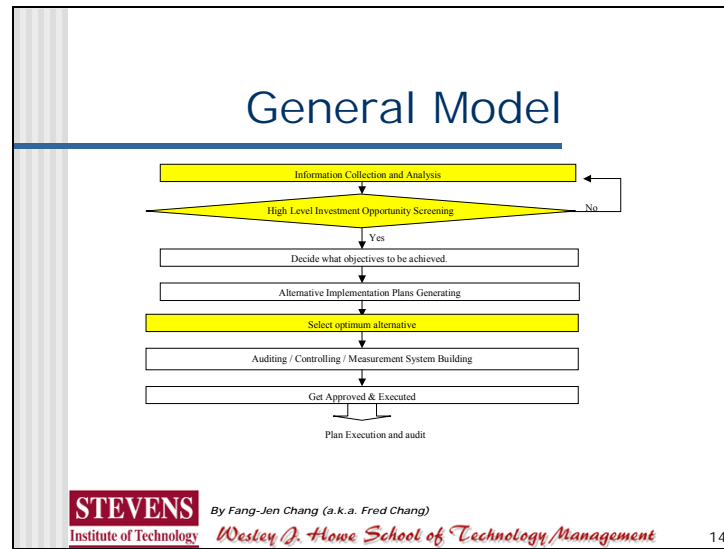 General Model
Information Collection and Analysis
High Level Investment Opportunity Screening
No
Yes
Decide what objectives to be achieved.
Alternative Implementation Plans Generating
Select optimum alternative
Auditing / Controlling / Measurement System Building
Get Approved & Executed
Plan Execution and audit
STEVENS
Institute of Technology
By Fang-Jen Chang (a.k.a. Fred Chang)
Wesley J. Howe School of Technology Management
14